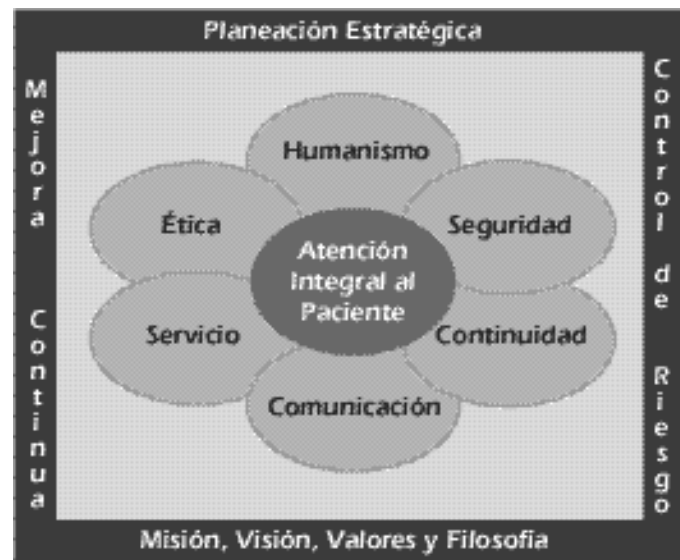 Planeación Estratégica
Mejora Continua
Control de Riesgo
Humanismo
Ética
Seguridad
Atención
Integral al
Paciente
Servicio
Continuidad
Comunicación
Misión, Visión, Valores y Filosofía